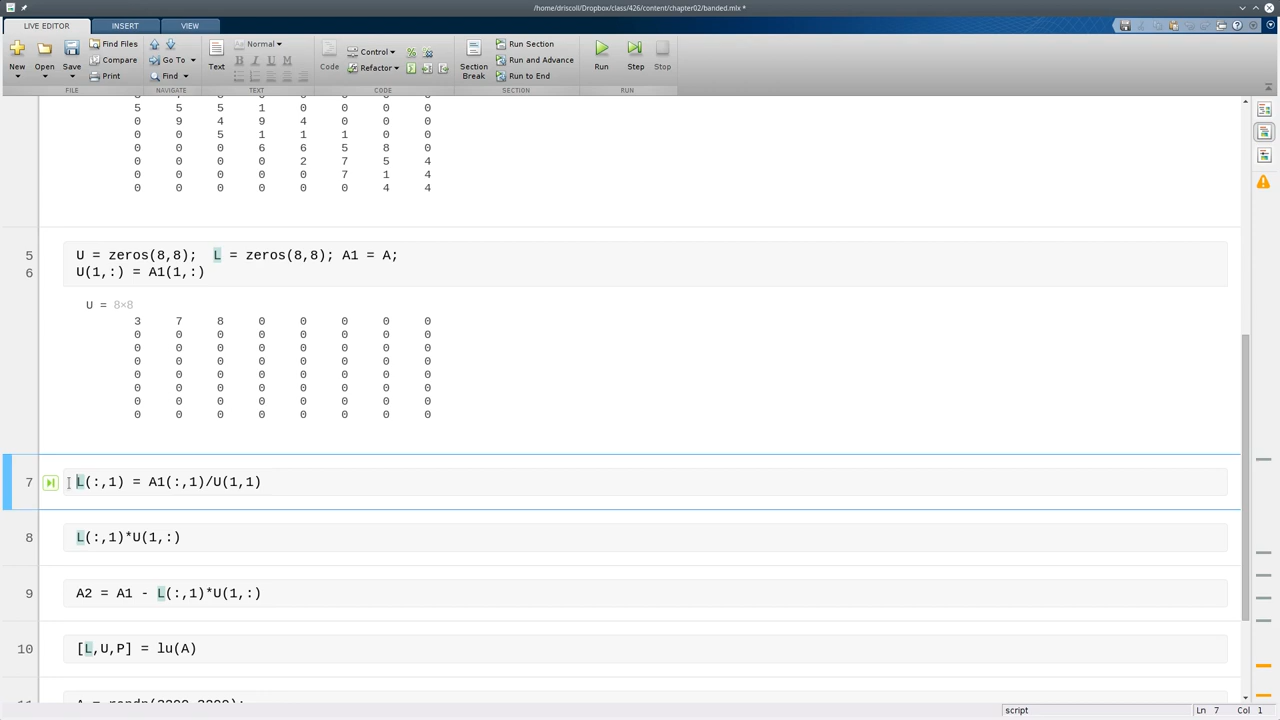 /home/driscoll/Dropbox/class/426/content/chapter02/banded.mlx *
LIVE EDITOR INSERT VIEW
New Open Save Find Files Compare Print
Go To Find
Text Normal B I U M
Code Control Refactor
Section Break Run Section Run and Advance Run to End
Run Step Stop
FILE NAVIGATE TEXT CODE SECTION RUN
5 5 5 1 0 0 0 0
0 9 4 9 4 0 0 0
0 0 5 1 1 1 0 0
0 0 0 6 6 5 8 0
0 0 0 0 2 7 5 4
0 0 0 0 0 7 1 4
0 0 0 0 0 0 4 4
5 U = zeros(8,8);  L = zeros(8,8); A1 = A;
6 U(1,:) = A1(1,:)
U = 8×8
3 7 8 0 0 0 0 0
0 0 0 0 0 0 0 0
0 0 0 0 0 0 0 0
0 0 0 0 0 0 0 0
0 0 0 0 0 0 0 0
0 0 0 0 0 0 0 0
0 0 0 0 0 0 0 0
0 0 0 0 0 0 0 0
7 L(:,1) = A1(:,1)/U(1,1)
8 L(:,1)*U(1,:)
9 A2 = A1 - L(:,1)*U(1,:)
10 [L,U,P] = lu(A)
script Ln 7 Col 1